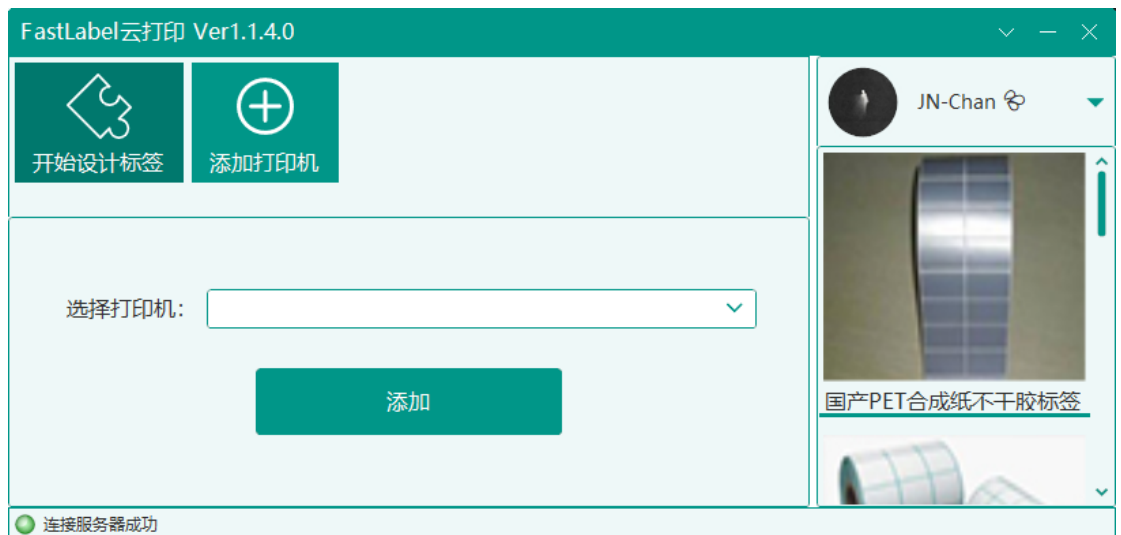 FastLabel云打印 Ver1.1.4.0
开始设计标签
添加打印机
JN-Chan
选择打印机:
添加
国产PET合成纸不干胶标签
连接服务器成功